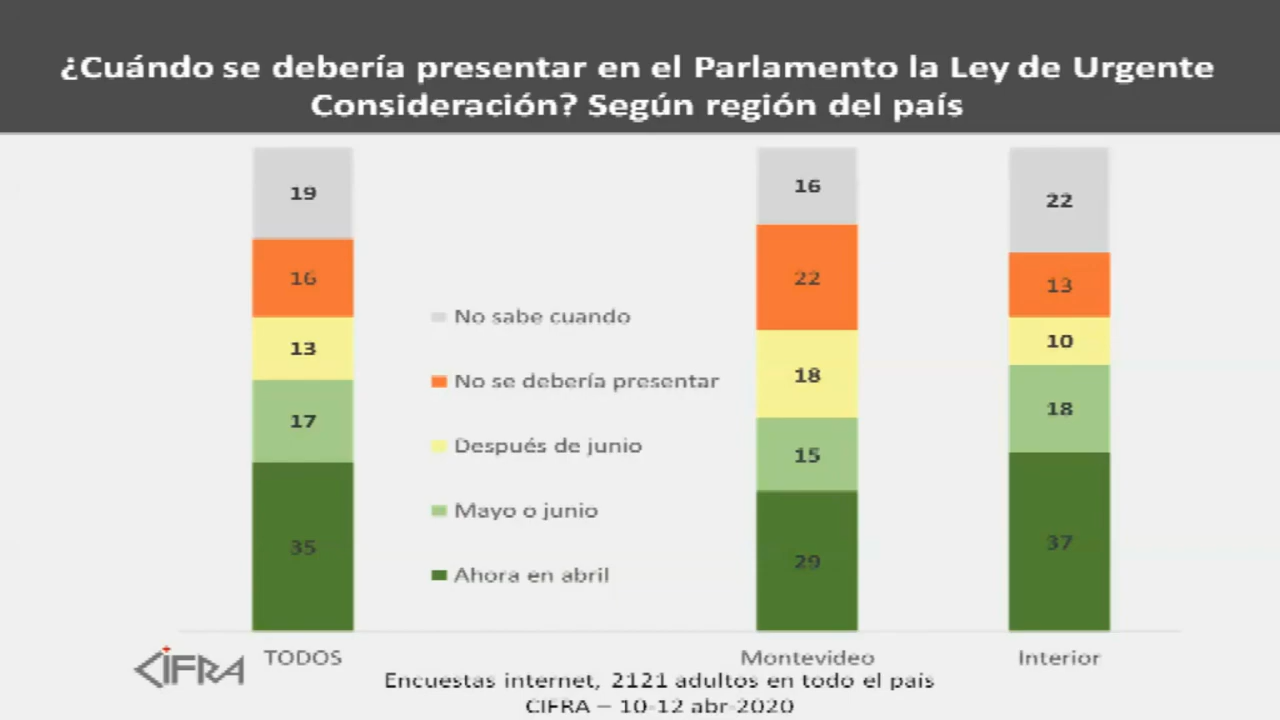 ¿Cuándo se debería presentar en el Parlamento la Ley de Urgente
Consideración? Según región del país
19
16
13
17
35
No sabe cuando
No se debería presentar
Después de junio
Mayo o junio
Ahora en abril
16
22
18
15
29
22
13
10
18
37
CIFRA
TODOS
Montevideo
Interior
Encuestas internet, 2121 adultos en todo el país
CIFRA – 10-12 abr-2020